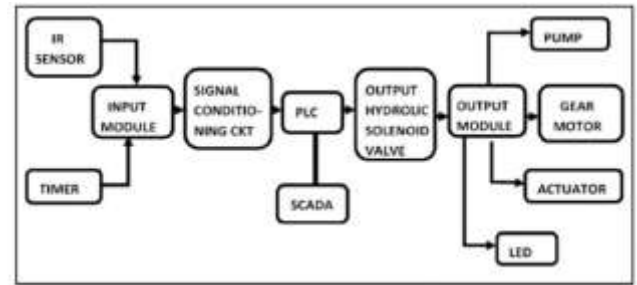 IR
SENSOR
TIMER
INPUT
MODULE
SIGNAL
CONDITIO-
NING CKT
PLC
SCADA
OUTPUT
HYDROLIC
SOLENOID
VALVE
OUTPUT
MODULE
PUMP
GEAR
MOTOR
ACTUATOR
LED